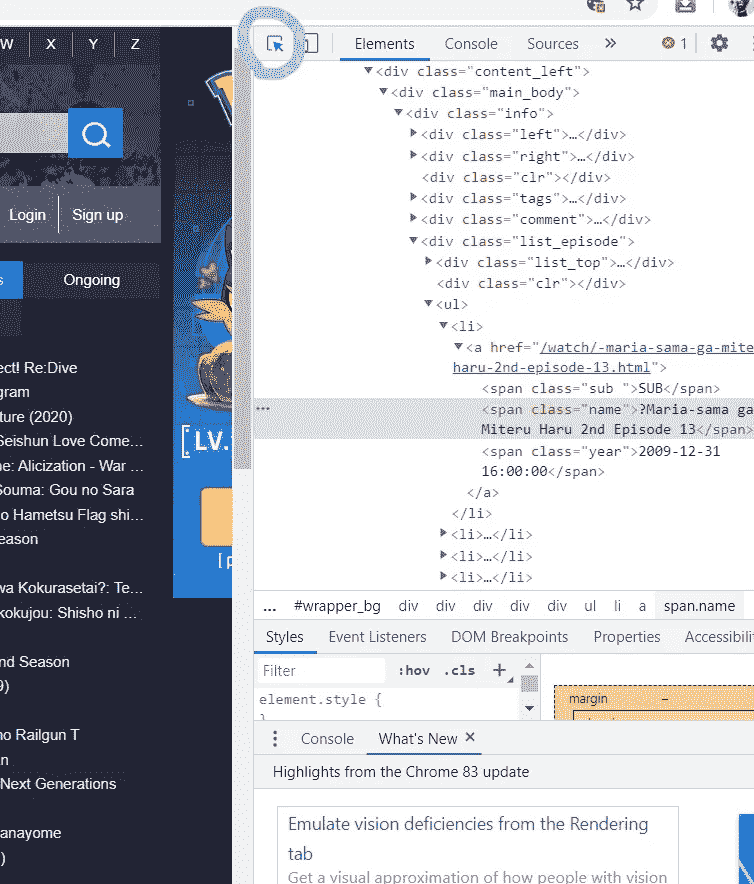 W X Y Z
Login Sign up
Ongoing
ect! Re:Dive
gram
ture (2020)
Seishun Love Come...
e: Alicization - War ...
Souma: Gou no Sara
o Hametsu Flag shi...
eason
wa Kokurasetai?: Te...
kokujou: Shisho ni ...
nd Season
9)
no Railgun T
n
Next Generations
anayome
)
[LV.
[ p
Elements Console Sources » 1
<div class="content_left">
<div class="main_body">
<div class="info">
<div class="left">…</div>
<div class="right">…</div>
<div class="clr"></div>
<div class="tags">…</div>
<div class="comment">…</div>
<div class="list_episode">
<div class="list_top">…</div>
<div class="clr"></div>
<ul>
<li>
<a href="/watch/-maria-sama-ga-mite
haru-2nd-episode-13.html">
<span class="sub ">SUB</span>
... <span class="name">?Maria-sama ga
Miteru Haru 2nd Episode 13</span>
<span class="year">2009-12-31
16:00:00</span>
</a>
</li>
<li>…</li>
<li>…</li>
<li>…</li>
... #wrapper_bg div div div div div ul li a span.name
Styles Event Listeners DOM Breakpoints Properties Accessibili
Filter :hov .cls +
element.style {
}
margin –
Console What's New ×
Highlights from the Chrome 83 update
Emulate vision deficiencies from the Rendering
tab
Get a visual approximation of how people with vision